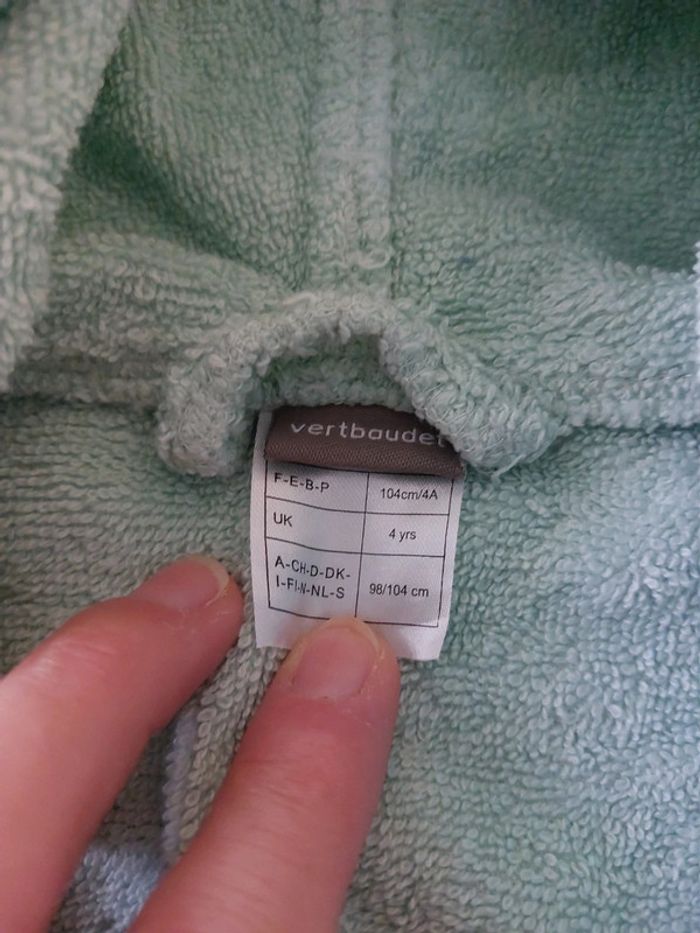 vertbaudet
F-E-B-P 104cm/4A
UK 4 yrs
A-CH-D-DK-
I-FI-N-NL-S 98/104 cm